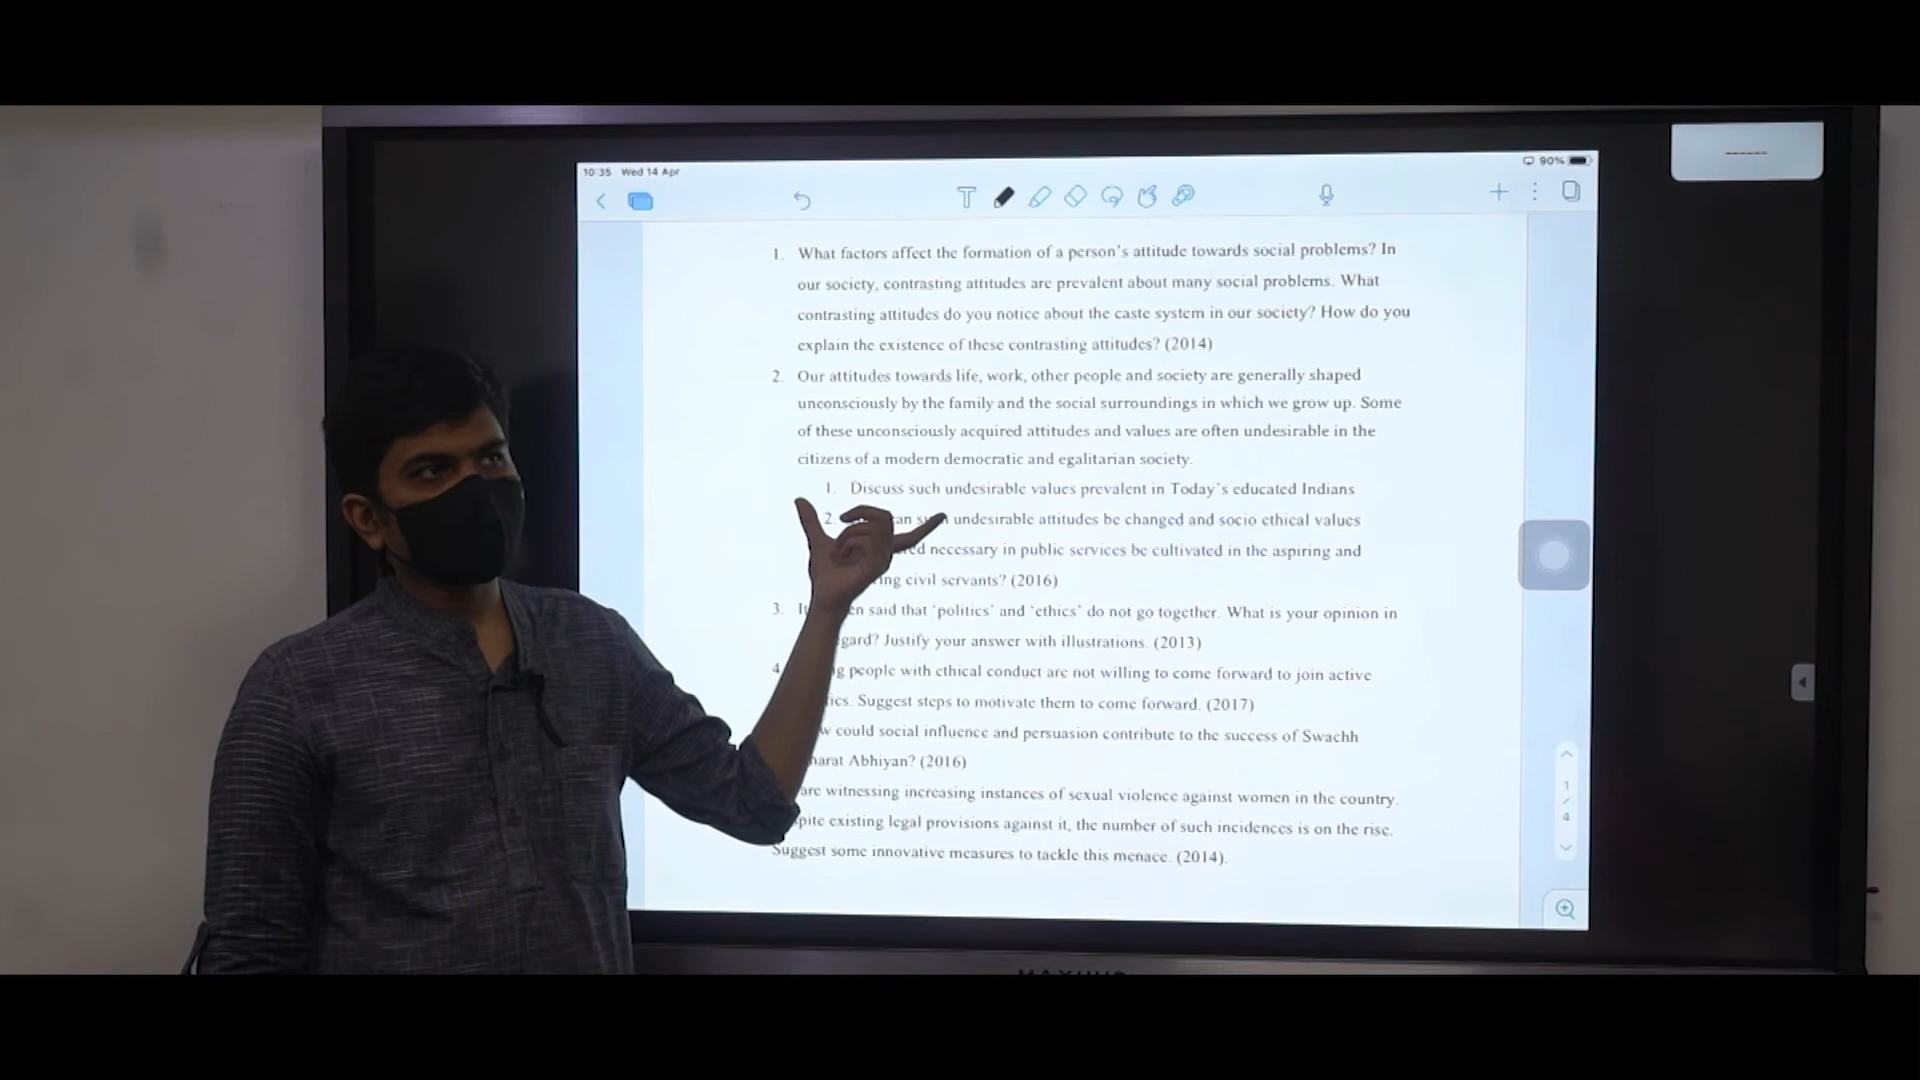 10:35 Wed 14 Apr
90%
1. What factors affect the formation of a person's attitude towards social problems? In
our society, contrasting attitudes are prevalent about many social problems. What
contrasting attitudes do you notice about the caste system in our society? How do you
explain the existence of these contrasting attitudes? (2014)
2. Our attitudes towards life, work, other people and society are generally shaped
unconsciously by the family and the social surroundings in which we grow up. Some
of these unconsciously acquired attitudes and values are often undesirable in the
citizens of a modern democratic and egalitarian society.
1. Discuss such undesirable values prevalent in Today's educated Indians
2. undesirable attitudes be changed and socio ethical values
necessary in public services be cultivated in the aspiring and
civil servants? (2016)
3. said that 'politics' and 'ethics' do not go together. What is your opinion in
Justify your answer with illustrations. (2013)
4 people with ethical conduct are not willing to come forward to join active
Suggest steps to motivate them to come forward. (2017)
could social influence and persuasion contribute to the success of Swachh
Abhiyan? (2016)
are witnessing increasing instances of sexual violence against women in the country.
existing legal provisions against it, the number of such incidences is on the rise.
Suggest some innovative measures to tackle this menace. (2014).
1
/
4